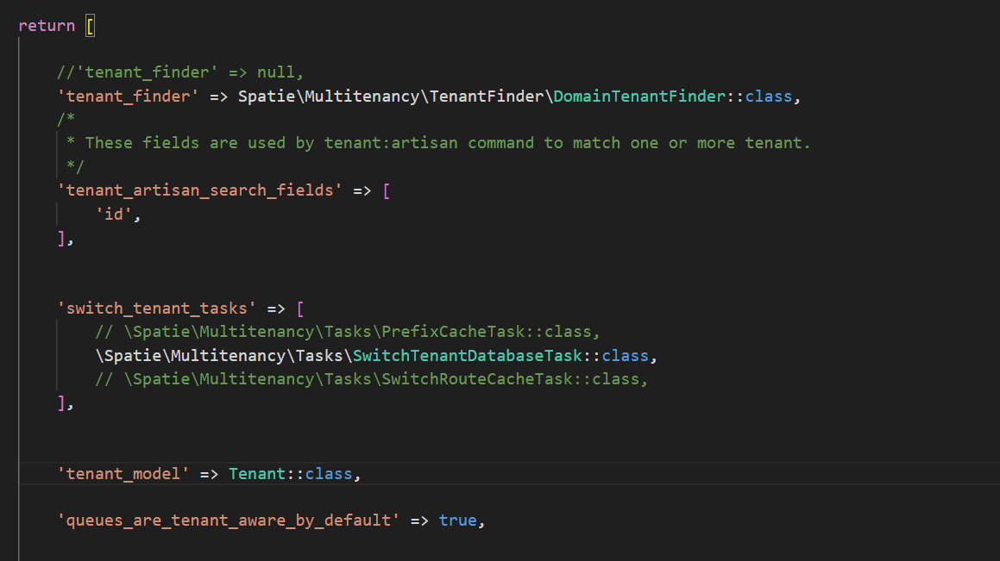 return [
//'tenant_finder' => null,
'tenant_finder' => Spatie\Multitenancy\TenantFinder\DomainTenantFinder::class,
/*
* These fields are used by tenant:artisan command to match one or more tenant.
*/
'tenant_artisan_search_fields' => [
'id',
],
'switch_tenant_tasks' => [
// \Spatie\Multitenancy\Tasks\PrefixCacheTask::class,
\Spatie\Multitenancy\Tasks\SwitchTenantDatabaseTask::class,
// \Spatie\Multitenancy\Tasks\SwitchRouteCacheTask::class,
],
'tenant_model' => Tenant::class,
'queues_are_tenant_aware_by_default' => true,